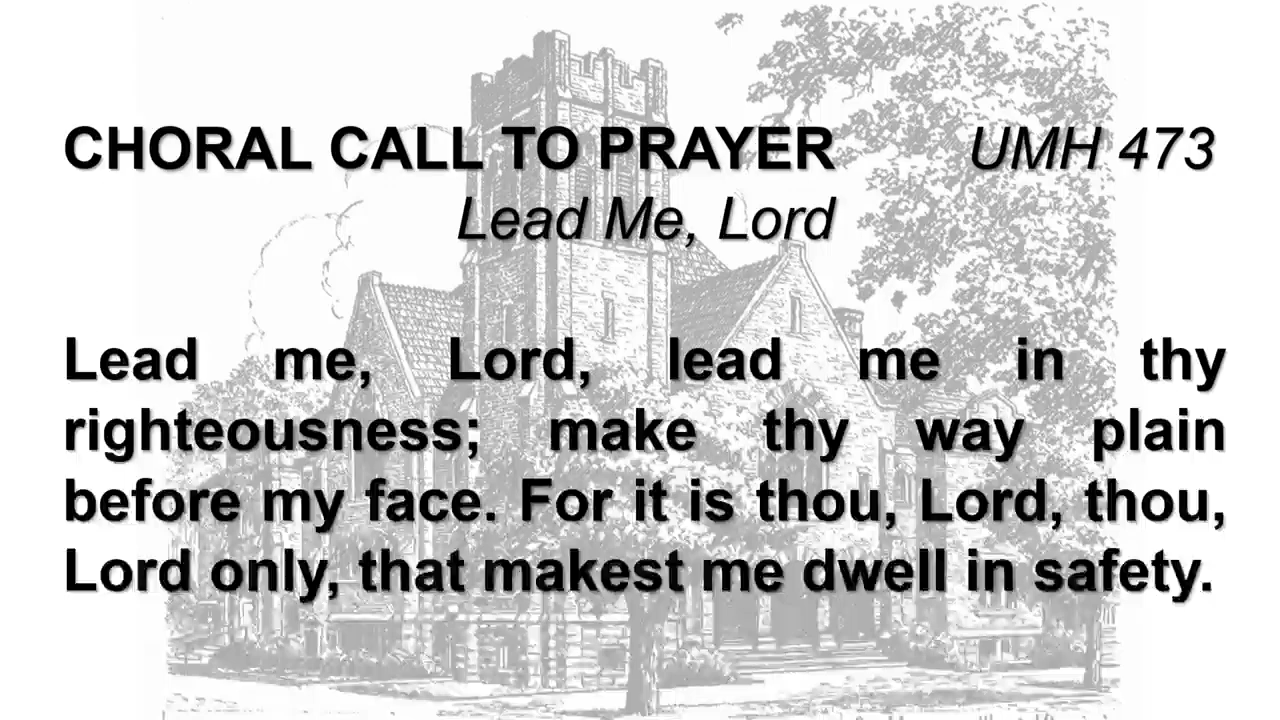 CHORAL CALL TO PRAYER UMH 473
Lead Me, Lord
Lead me, Lord, lead me in thy
righteousness; make thy way plain
before my face. For it is thou, Lord, thou,
Lord only, that makest me dwell in safety.